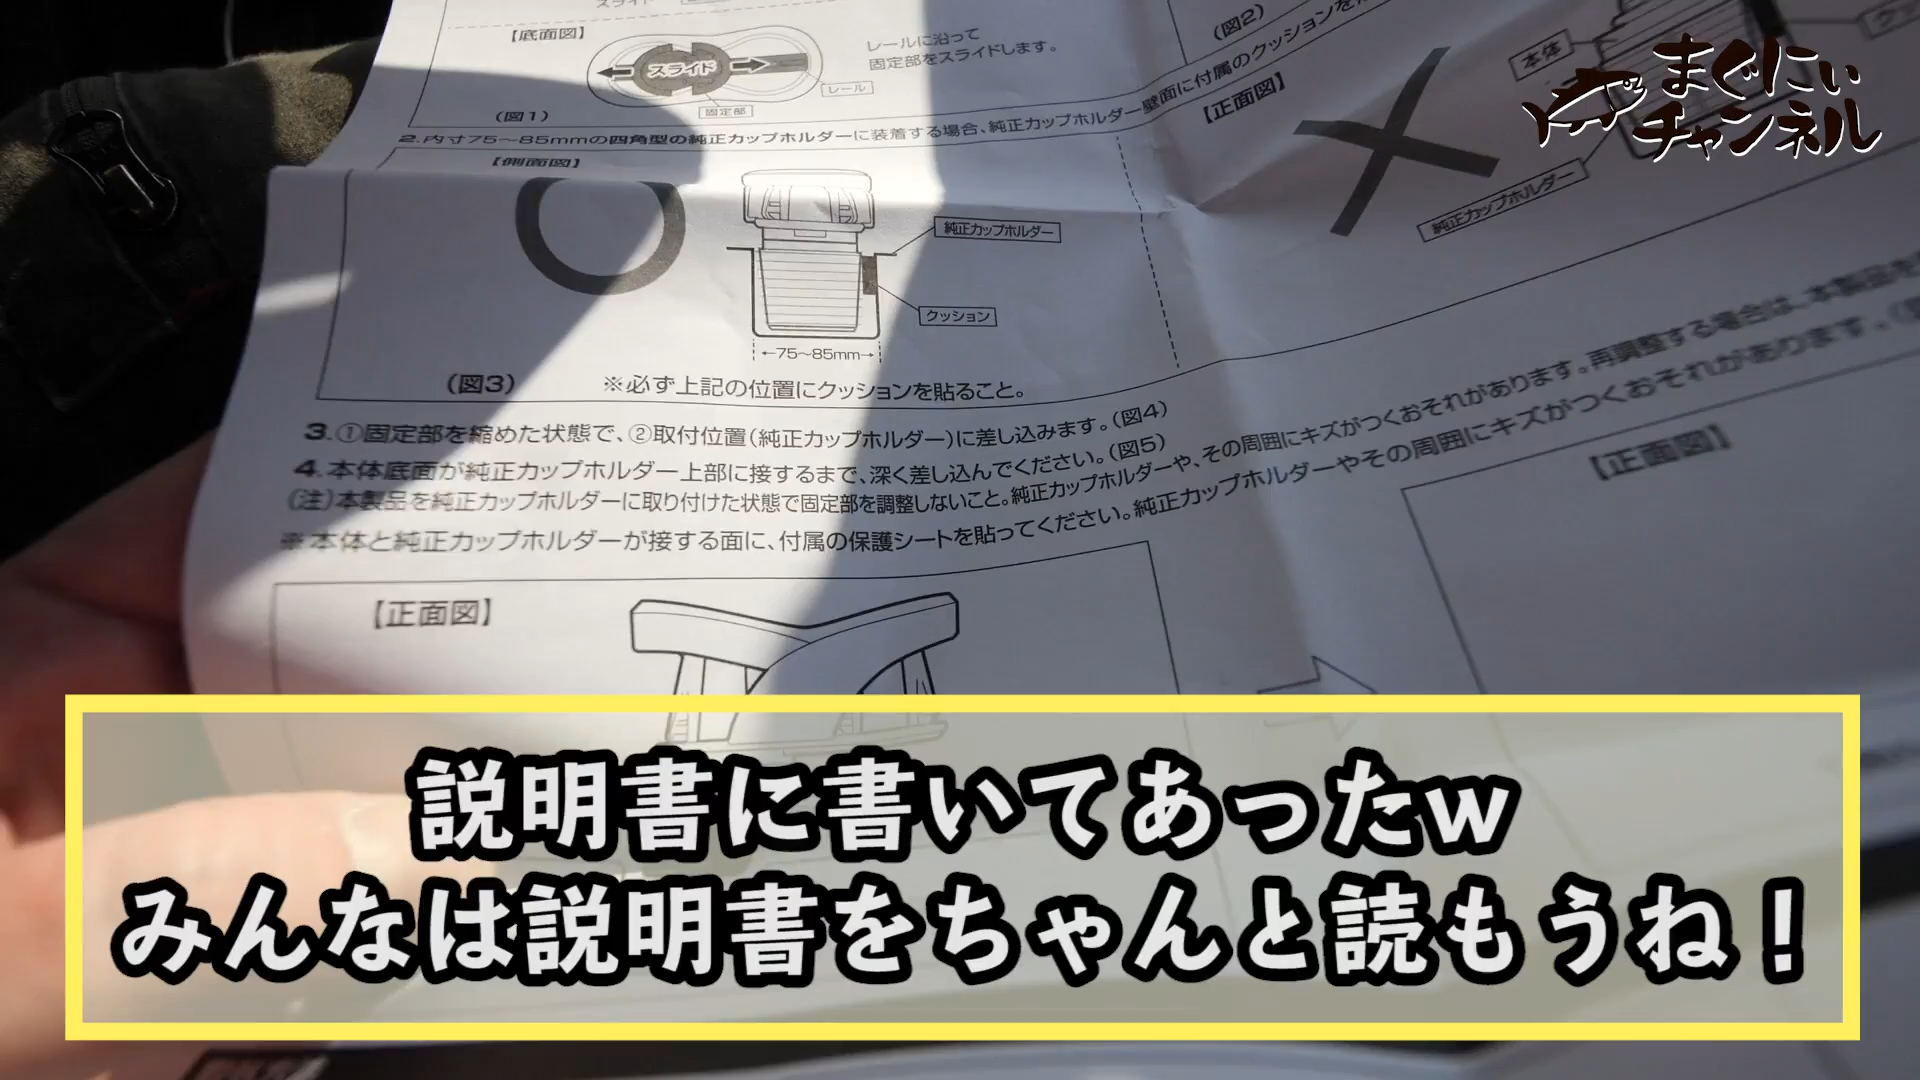 スライド
【底面図】
スライド
レールに沿って
固定部をスライドします。
レール
固定部
(図1)
(図2)
本体
まぐにぃ
チャンネル
【正面図】
2.内寸75〜85mmの四角型の純正カップホルダーに装着する場合、純正カップホルダー壁面に付属のクッションを
【側面図】
純正カップホルダー
純正カップホルダー
クッション
←75〜85mm→
(図3)
※必ず上記の位置にクッションを貼ること。
3.①固定部を縮めた状態で、②取付位置(純正カップホルダー)に差し込みます。(図4)
4.本体底面が純正カップホルダー上部に接するまで、深く差し込んでください。(図5)
(注)本製品を純正カップホルダーに取り付けた状態で固定部を調整しないこと。純正カップホルダーや、その周囲にキズがつくおそれがあります。再調整する場合は、本製品を
※本体と純正カップホルダーが接する面に、付属の保護シートを貼ってください。純正カップホルダーやその周囲にキズがつくおそれがあります。
【正面図】
【正面図】
説明書に書いてあったw
みんなは説明書をちゃんと読もうね！